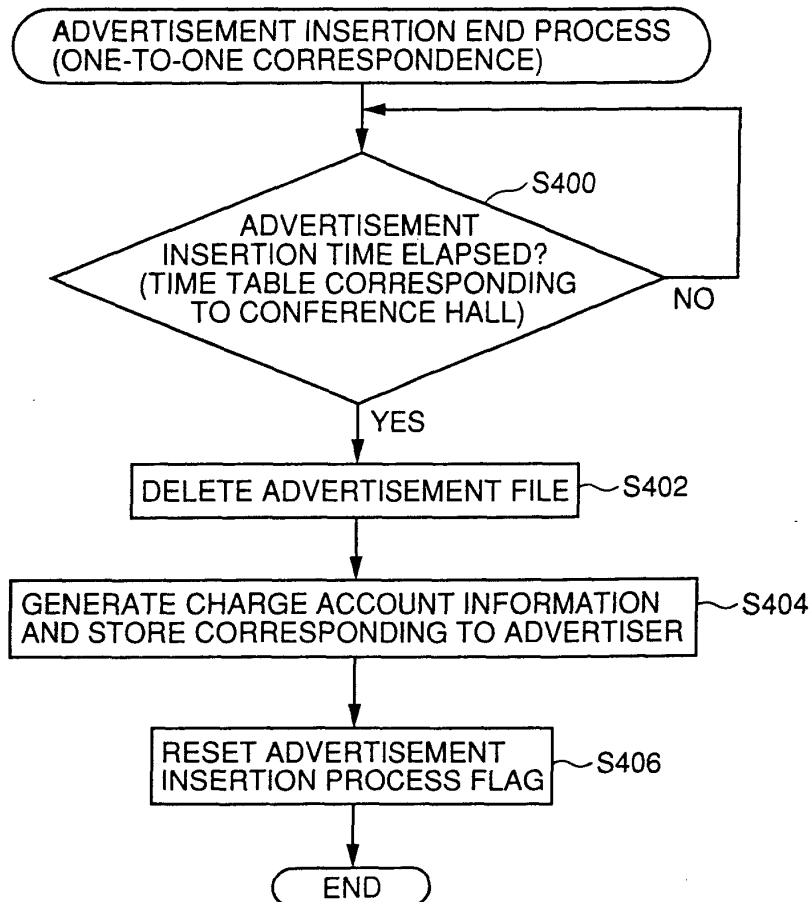 ADVERTISEMENT INSERTION END PROCESS
(ONE-TO-ONE CORRESPONDENCE)
S400
ADVERTISEMENT
INSERTION TIME ELAPSED?
(TIME TABLE CORRESPONDING
TO CONFERENCE HALL)
NO
YES
DELETE ADVERTISEMENT FILE
S402
GENERATE CHARGE ACCOUNT INFORMATION
AND STORE CORRESPONDING TO ADVERTISER
S404
RESET ADVERTISEMENT
INSERTION PROCESS FLAG
S406
END